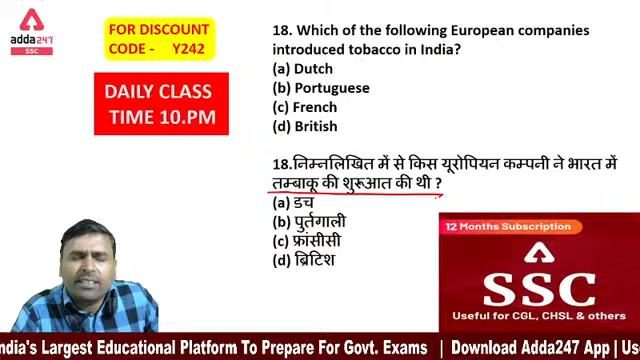 adda247
SSC
FOR DISCOUNT
CODE - Y242
DAILY CLASS
TIME 10.PM
18. Which of the following European companies
introduced tobacco in India?
(a) Dutch
(b) Portuguese
(c) French
(d) British
18.निम्नलिखित में से किस यूरोपियन कम्पनी ने भारत में
तम्बाकू की शुरूआत की थी ?
(a) डच
(b) पुर्तगाली
(c) फ्रांसीसी
(d) ब्रिटिश
12 Months Subscription
SSC
Useful for CGL, CHSL & others
ndia's Largest Educational Platform To Prepare For Govt. Exams | Download Adda247 App | Us